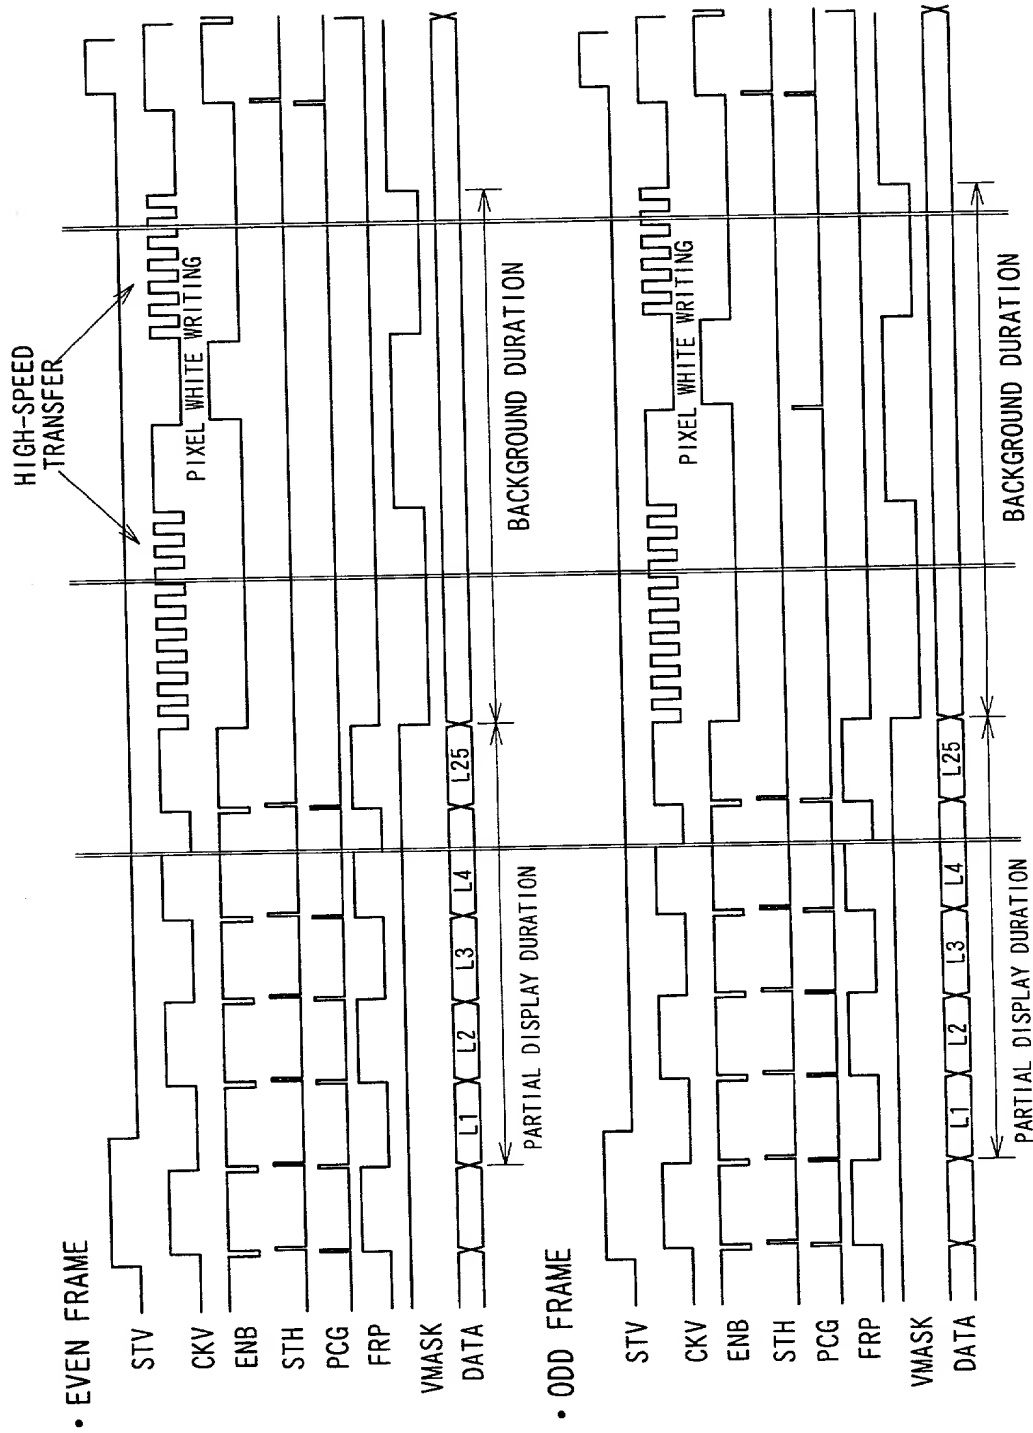 • EVEN FRAME
HIGH-SPEED
TRANSFER
STV
CKV
PIXEL WHITE WRITING
ENB
STH
PCG
FRP
VMASK
DATA
L1
L2
L3
L4
L25
PARTIAL DISPLAY DURATION
BACKGROUND DURATION
• ODD FRAME
STV
CKV
PIXEL WHITE WRITING
ENB
STH
PCG
FRP
VMASK
DATA
L1
L2
L3
L4
L25
PARTIAL DISPLAY DURATION
BACKGROUND DURATION